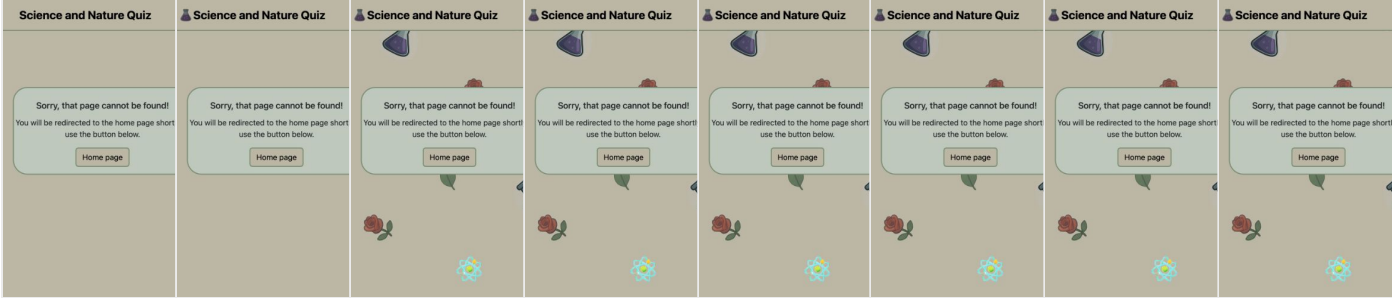 Science and Nature Quiz
Sorry, that page cannot be found!
You will be redirected to the home page short
use the button below.
Home page
Science and Nature Quiz
Sorry, that page cannot be found!
You will be redirected to the home page short
use the button below.
Home page
Science and Nature Quiz
Sorry, that page cannot be found!
You will be redirected to the home page short
use the button below.
Home page
Science and Nature Quiz
Sorry, that page cannot be found!
You will be redirected to the home page short
use the button below.
Home page
Science and Nature Quiz
Sorry, that page cannot be found!
You will be redirected to the home page short
use the button below.
Home page
Science and Nature Quiz
Sorry, that page cannot be found!
You will be redirected to the home page short
use the button below.
Home page
Science and Nature Quiz
Sorry, that page cannot be found!
You will be redirected to the home page short
use the button below.
Home page
Science and Nature Quiz
Sorry, that page cannot be found!
You will be redirected to the home page short
use the button below.
Home page